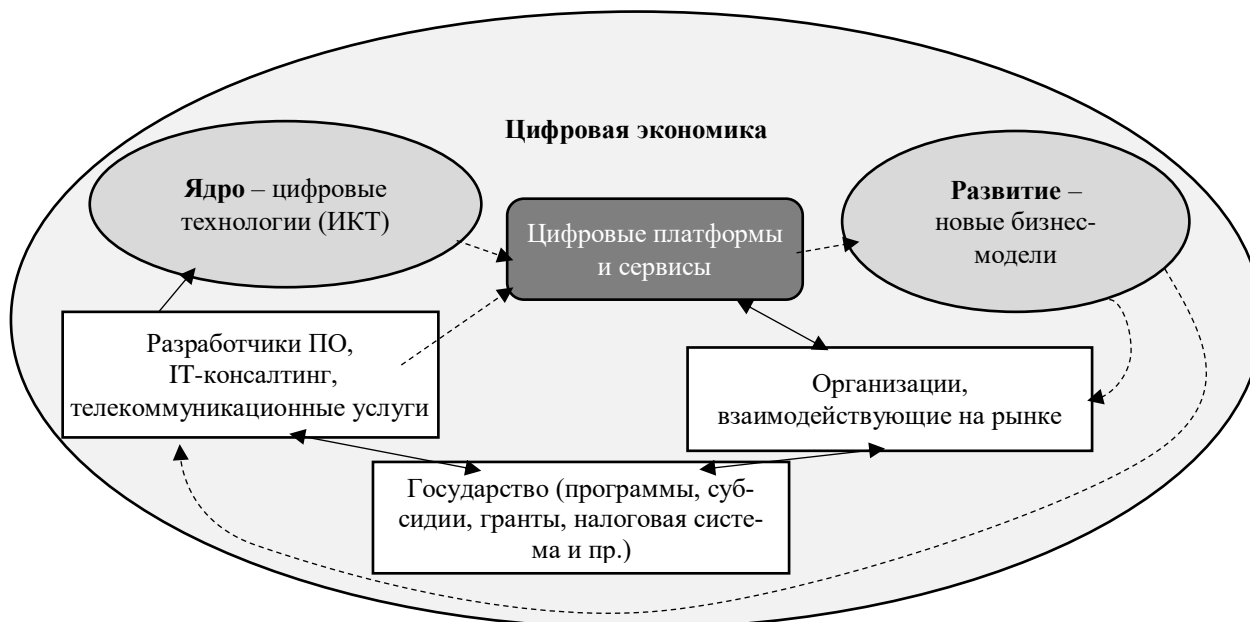 Цифровая экономика
Ядро – цифровые
технологии (ИКТ)
Цифровые платформы
и сервисы
Развитие –
новые бизнес-
модели
Разработчики ПО,
IT-консалтинг,
телекоммуникационные услуги
Организации,
взаимодействующие на рынке
Государство (программы, суб-
сидии, гранты, налоговая систе-
ма и пр.)